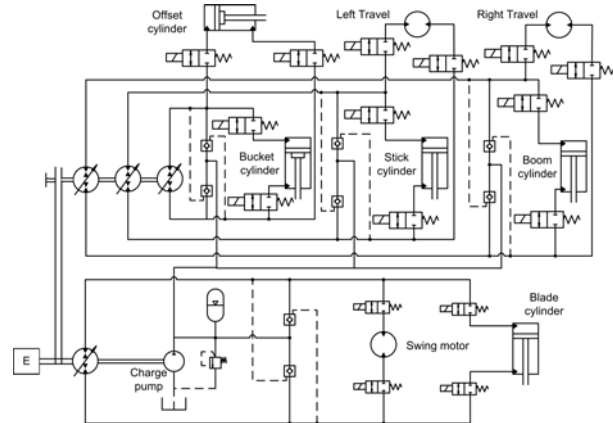 Offset
cylinder
Left Travel
Right Travel
Bucket
cylinder
Stick
cylinder
Boom
cylinder
Blade
cylinder
Swing motor
E
Charge
pump